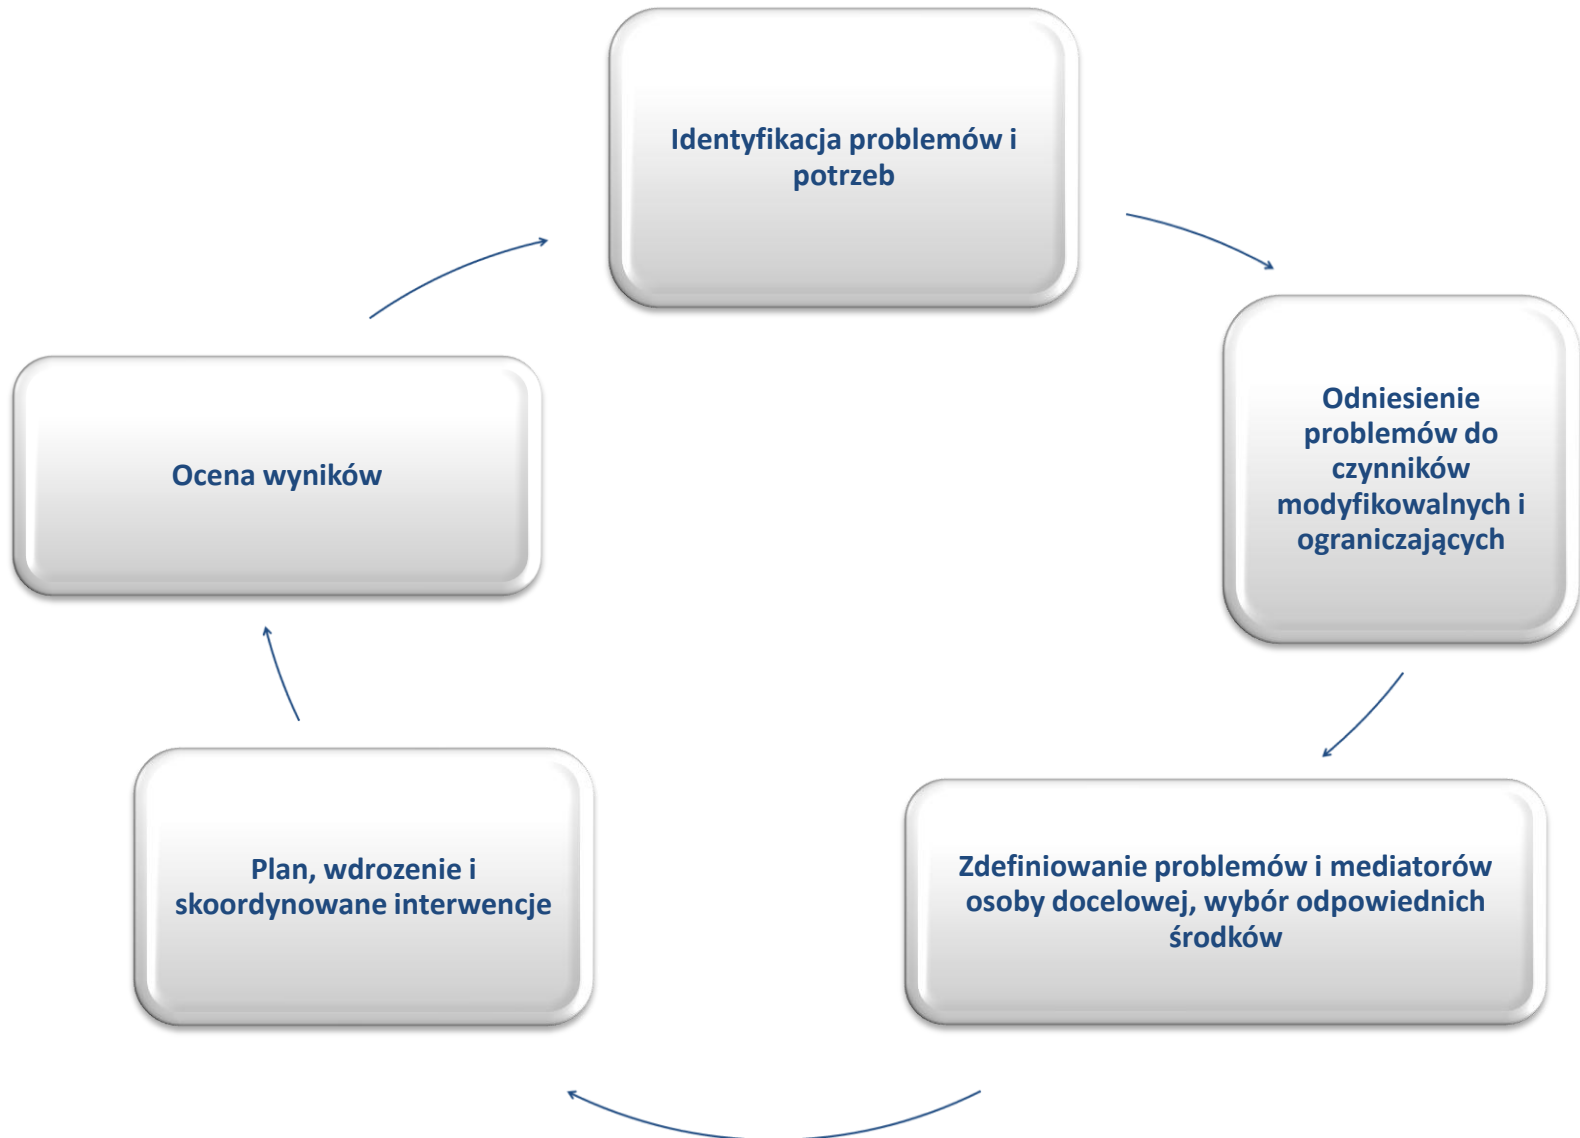 Identyfikacja problemów i
potrzeb
Odniesienie
problemów do
czynników
modyfikowalnych i
ograniczających
Zdefiniowanie problemów i mediatorów
osoby docelowej, wybór odpowiednich
środków
Plan, wdrozenie i
skoordynowane interwencje
Ocena wyników